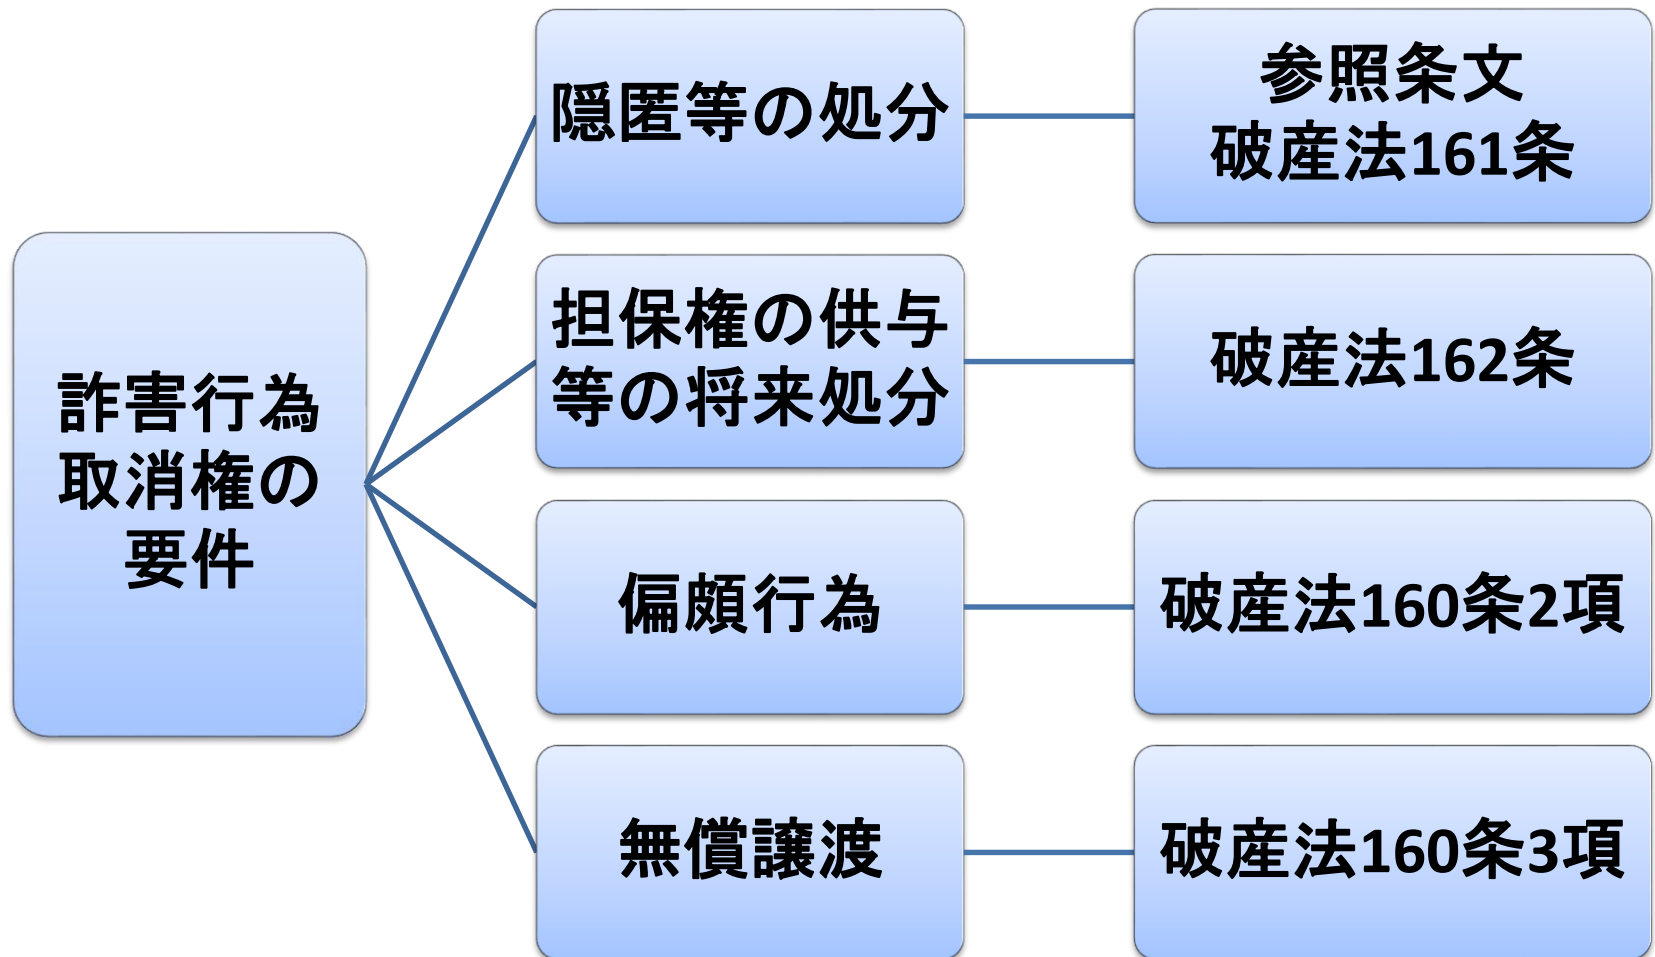 詐害行為
取消権の
要件
隠匿等の処分
参照条文
破産法161条
担保権の供与
等の将来処分
破産法162条
偏頗行為
破産法160条2項
無償譲渡
破産法160条3項